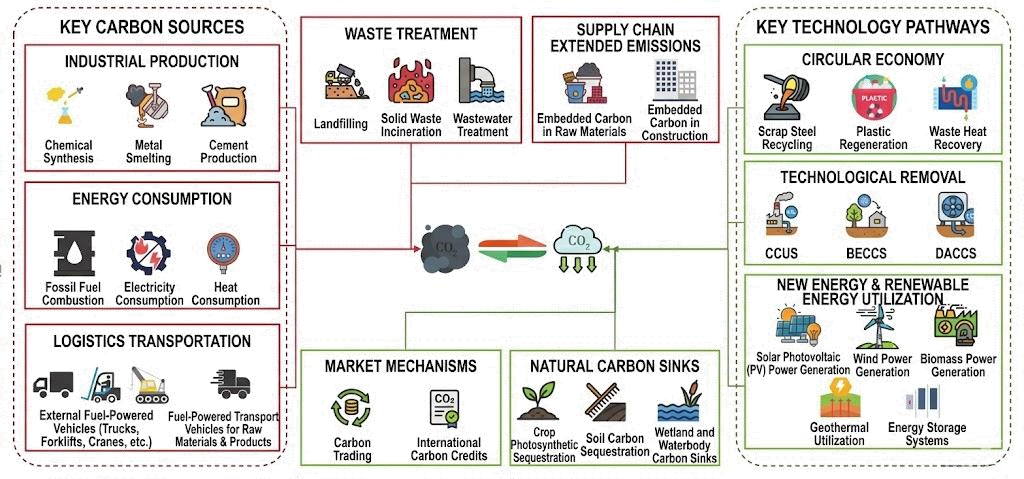 KEY CARBON SOURCES
INDUSTRIAL PRODUCTION
Chemical
Synthesis
Metal
Smelting
Cement
Production
ENERGY CONSUMPTION
Fossil Fuel
Combustion
Electricity
Consumption
Heat
Consumption
LOGISTICS TRANSPORTATION
External Fuel-Powered
Vehicles (Trucks,
Forklifts, Cranes, etc.)
Fuel-Powered Transport
Vehicles for Raw
Materials & Products
WASTE TREATMENT
Landfilling
Solid Waste
Incineration
Wastewater
Treatment
SUPPLY CHAIN
EXTENDED EMISSIONS
Embedded Carbon
in Raw Materials
Embedded
Carbon in
Construction
CO2
CO2
MARKET MECHANISMS
Carbon
Trading
CO2
International
Carbon Credits
NATURAL CARBON SINKS
Crop
Photosynthetic
Sequestration
Soil Carbon
Sequestration
Wetland and
Waterbody
Carbon Sinks
KEY TECHNOLOGY PATHWAYS
CIRCULAR ECONOMY
Scrap Steel
Recycling
PLAETIC
Plastic
Regeneration
Waste Heat
Recovery
TECHNOLOGICAL REMOVAL
CCUS
BECCS
DACCS
NEW ENERGY & RENEWABLE
ENERGY UTILIZATION
Solar Photovoltaic
(PV) Power Generation
Wind Power
Generation
Biomass Power
Generation
Geothermal
Utilization
Energy Storage
Systems